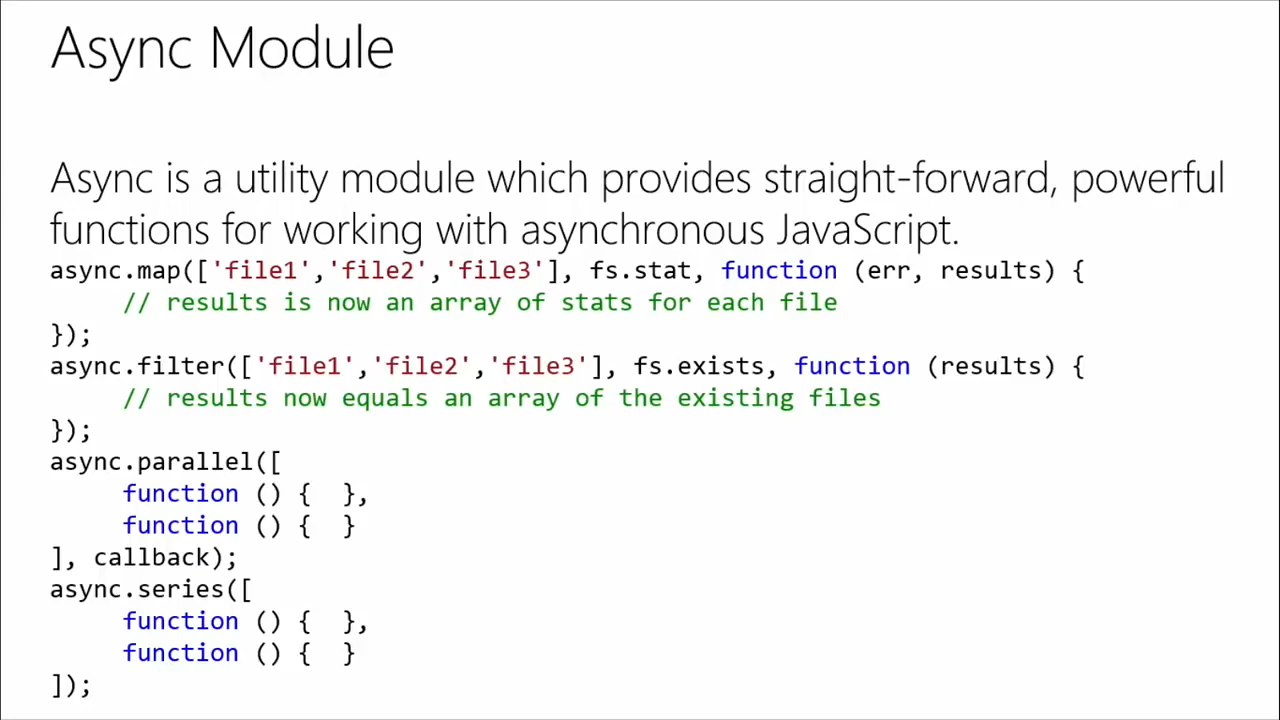 Async Module
Async is a utility module which provides straight-forward, powerful
functions for working with asynchronous JavaScript.
async.map(['file1','file2','file3'], fs.stat, function (err, results) {
     // results is now an array of stats for each file
});
async.filter(['file1','file2','file3'], fs.exists, function (results) {
     // results now equals an array of the existing files
});
async.parallel([
     function () {  },
     function () {  }
], callback);
async.series([
     function () {  },
     function () {  }
]);